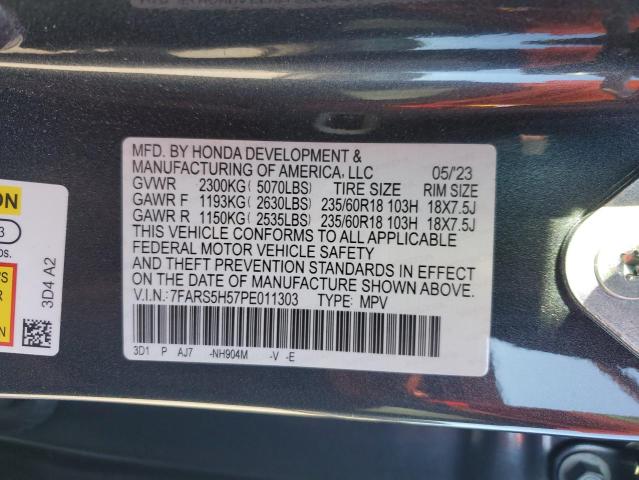 MFD. BY HONDA DEVELOPMENT &
MANUFACTURING OF AMERICA, LLC 05/'23
GVWR 2300KG( 5070LBS) TIRE SIZE RIM SIZE
GAWR F 1193KG( 2630LBS) 235/60R18 103H 18X7.5J
GAWR R 1150KG( 2535LBS) 235/60R18 103H 18X7.5J
THIS VEHICLE CONFORMS TO ALL APPLICABLE
FEDERAL MOTOR VEHICLE SAFETY
AND THEFT PREVENTION STANDARDS IN EFFECT
ON THE DATE OF MANUFACTURE SHOWN ABOVE.
V.I.N.:7FARS5H57PE011303 TYPE: MPV
3D1 P AJ7 -NH904M -V -E
ION
3
os.
'S
3D4 A2